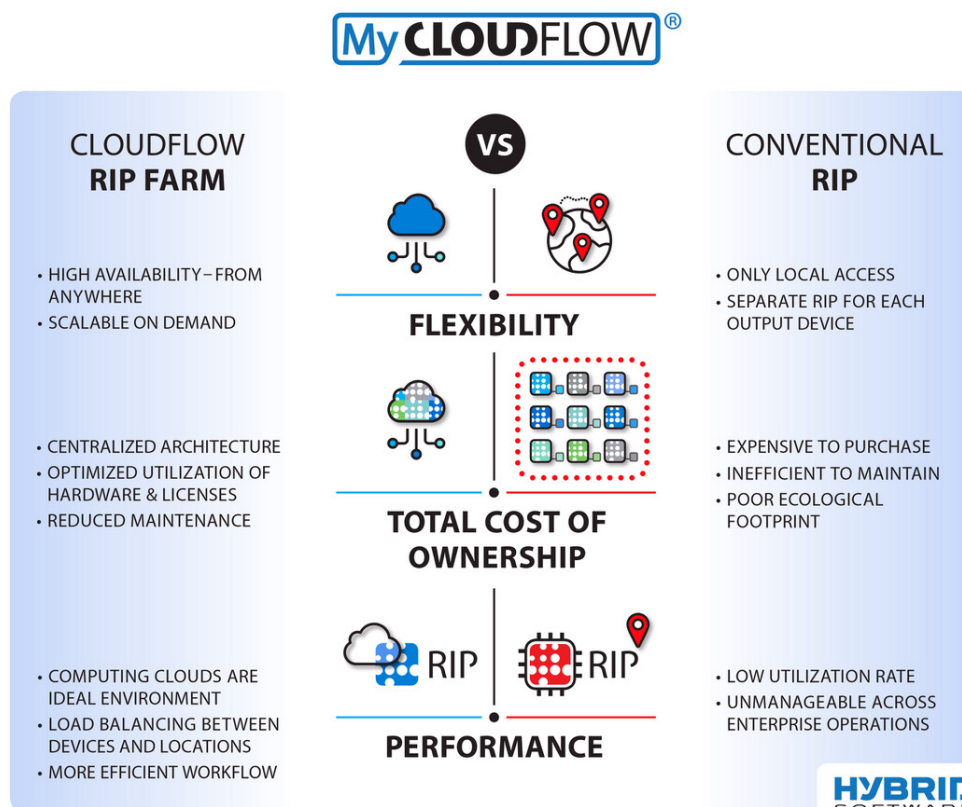 My CLOUDFLOW®
CLOUDFLOW
RIP FARM
VS
CONVENTIONAL
RIP
• HIGH AVAILABILITY–FROM
ANYWHERE
• SCALABLE ON DEMAND
• ONLY LOCAL ACCESS
• SEPARATE RIP FOR EACH
OUTPUT DEVICE
FLEXIBILITY
• CENTRALIZED ARCHITECTURE
• OPTIMIZED UTILIZATION OF
HARDWARE & LICENSES
• REDUCED MAINTENANCE
• EXPENSIVE TO PURCHASE
• INEFFICIENT TO MAINTAIN
• POOR ECOLOGICAL
FOOTPRINT
TOTAL COST OF
OWNERSHIP
RIP
RIP
• COMPUTING CLOUDS ARE
IDEAL ENVIRONMENT
• LOAD BALANCING BETWEEN
DEVICES AND LOCATIONS
• MORE EFFICIENT WORKFLOW
• LOW UTILIZATION RATE
• UNMANAGEABLE ACROSS
ENTERPRISE OPERATIONS
PERFORMANCE
HYBRID